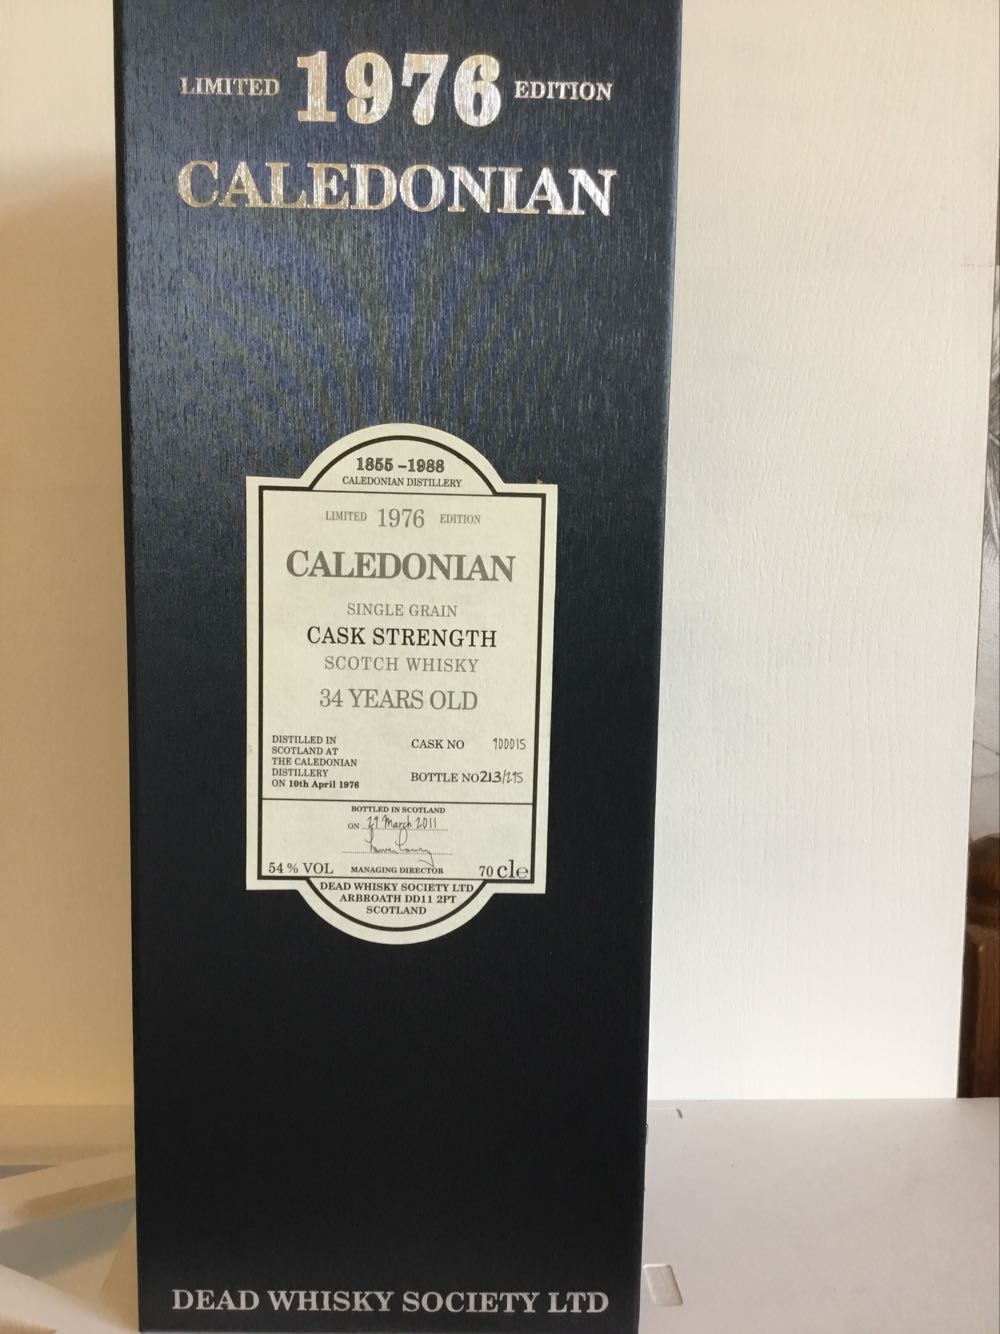 LIMITED 1976 EDITION
CALEDONIAN
1855 - 1988
CALEDONIAN DISTILLERY
LIMITED 1976 EDITION
CALEDONIAN
SINGLE GRAIN
CASK STRENGTH
SCOTCH WHISKY
34 YEARS OLD
DISTILLED IN
SCOTLAND AT
THE CALEDONIAN
DISTILLERY
ON 10th April 1976
CASK NO 900015
BOTTLE NO 213/295
BOTTLED IN SCOTLAND
ON 29 March 2011
54% VOL MANAGING DIRECTOR 70 cle
DEAD WHISKY SOCIETY LTD
ARBROATH DD11 2PT
SCOTLAND
DEAD WHISKY SOCIETY LTD